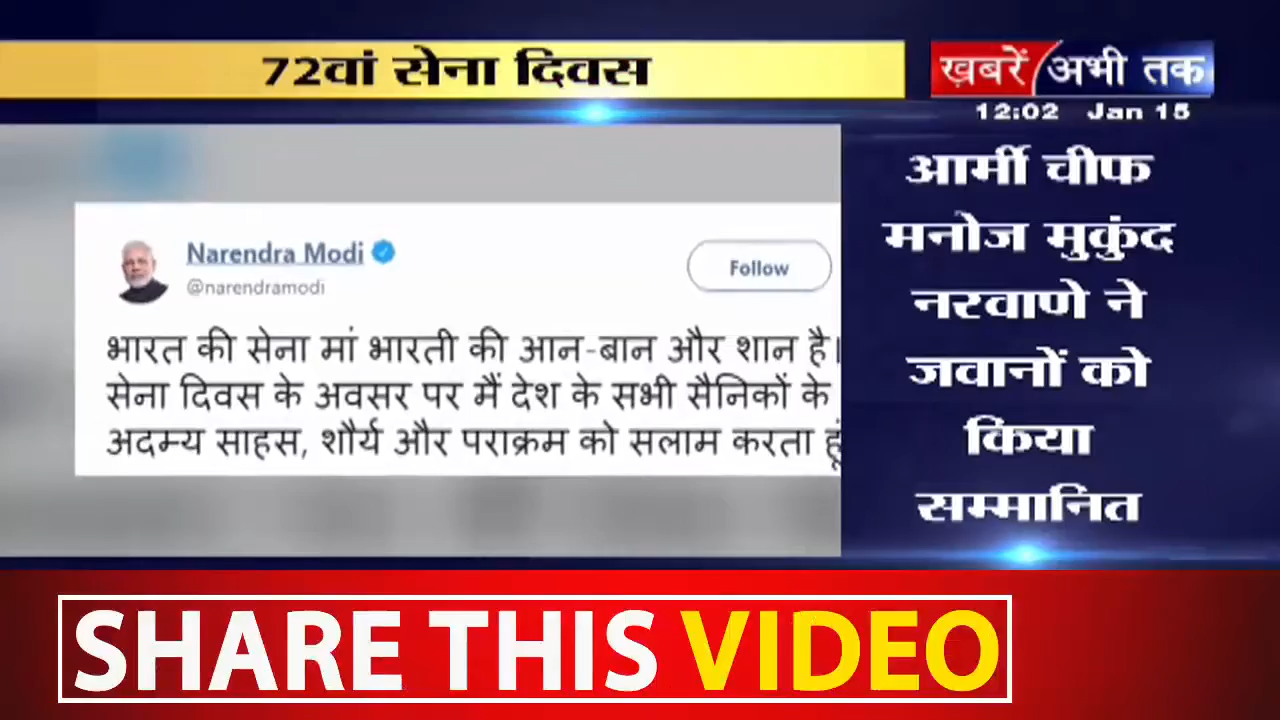 72वां सेना दिवस
ख़बरें अभी तक
12:02 Jan 15
आर्मी चीफ
मनोज मुकुंद
नरवाणे ने
जवानों को
किया
सम्मानित
Narendra Modi
@narendramodi
Follow
भारत की सेना मां भारती की आन-बान और शान है।
सेना दिवस के अवसर पर मैं देश के सभी सैनिकों के
अदम्य साहस, शौर्य और पराक्रम को सलाम करता हूं
SHARE THIS VIDEO